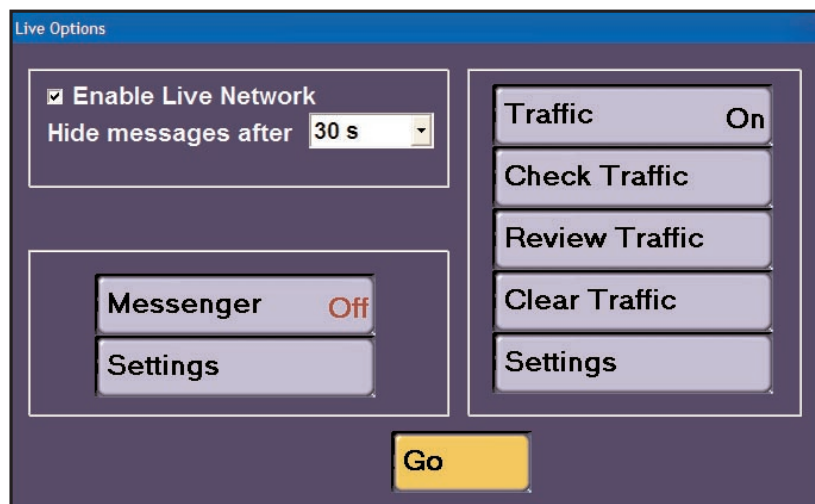 Live Options
Enable Live Network
Hide messages after 30 s
Messenger Off
Settings
Traffic On
Check Traffic
Review Traffic
Clear Traffic
Settings
Go